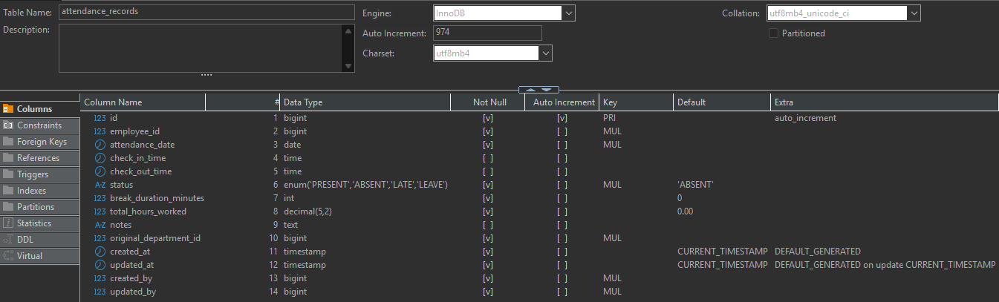 Table Name: attendance_records Engine: InnoDB Collation: utf8mb4_unicode_ci
Description: Auto Increment: 974 Partitioned
Charset: utf8mb4
Columns
Constraints
Foreign Keys
References
Triggers
Indexes
Partitions
Statistics
DDL
Virtual
Column Name # Data Type Not Null Auto Increment Key Default Extra
123 id 1 bigint [v] [v] PRI auto_increment
123 employee_id 2 bigint [v] [ ] MUL
attendance_date 3 date [v] [ ] MUL
check_in_time 4 time [ ] [ ]
check_out_time 5 time [ ] [ ]
A-Z status 6 enum('PRESENT','ABSENT','LATE','LEAVE') [v] [ ] MUL 'ABSENT'
123 break_duration_minutes 7 int [v] [ ] 0
123 total_hours_worked 8 decimal(5,2) [v] [ ] 0.00
A-Z notes 9 text [ ] [ ]
123 original_department_id 10 bigint [v] [ ] MUL
created_at 11 timestamp [v] [ ] CURRENT_TIMESTAMP DEFAULT_GENERATED
updated_at 12 timestamp [v] [ ] CURRENT_TIMESTAMP DEFAULT_GENERATED on update CURRENT_TIMESTAMP
123 created_by 13 bigint [v] [ ] MUL
123 updated_by 14 bigint [v] [ ] MUL